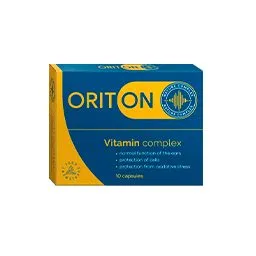 ORITON
Vitamin complex
• normal function of the ears
• protection of cells
• protection from oxidative stress
10 capsules